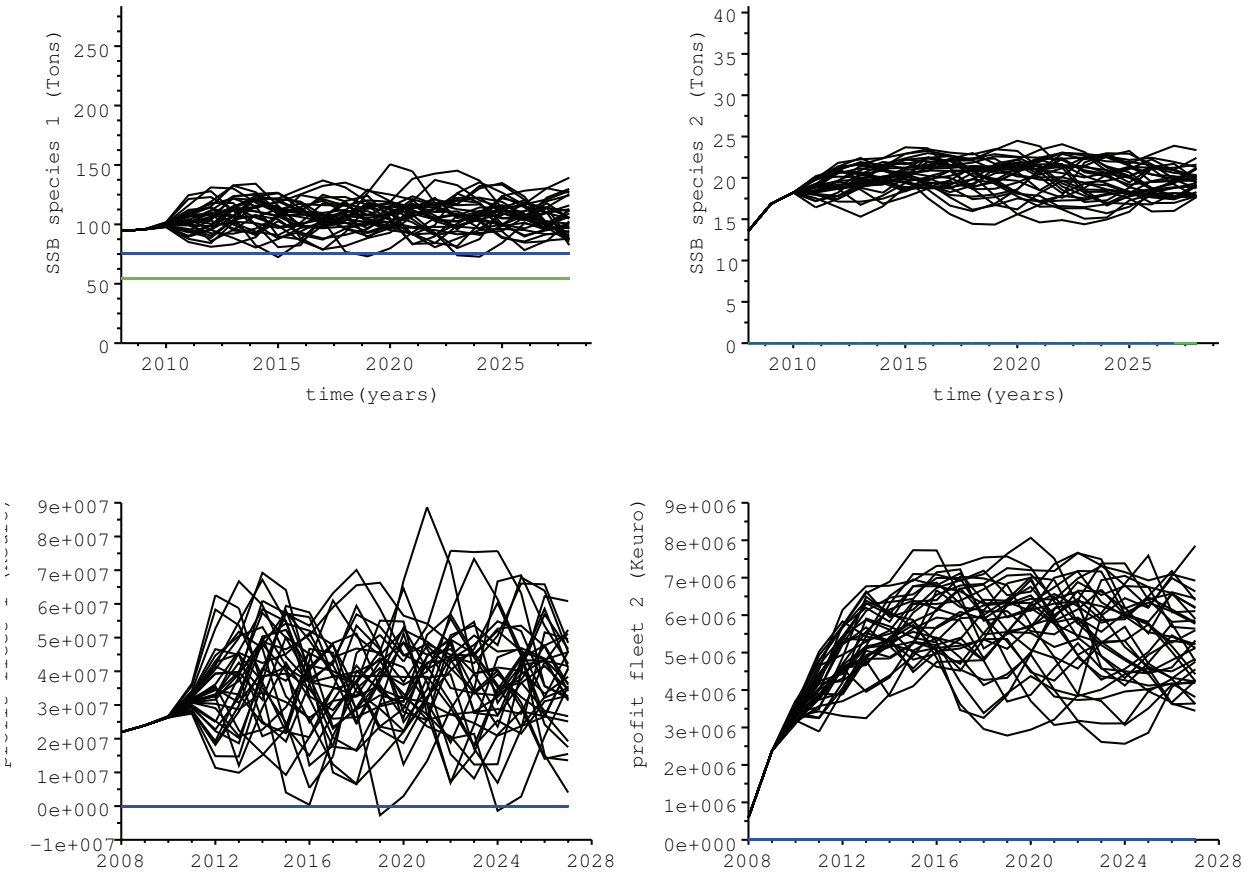 SSB species 1 (Tons)
250
200
150
100
50
0
2010 2015 2020 2025
time(years)
SSB species 2 (Tons)
40
35
30
25
20
15
10
5
0
2010 2015 2020 2025
time(years)
9e+007
8e+007
7e+007
6e+007
5e+007
4e+007
3e+007
2e+007
1e+007
0e+000
-1e+007
2008 2012 2016 2020 2024 2028
profit fleet 2 (Keuro)
9e+006
8e+006
7e+006
6e+006
5e+006
4e+006
3e+006
2e+006
1e+006
0e+000
2008 2012 2016 2020 2024 2028